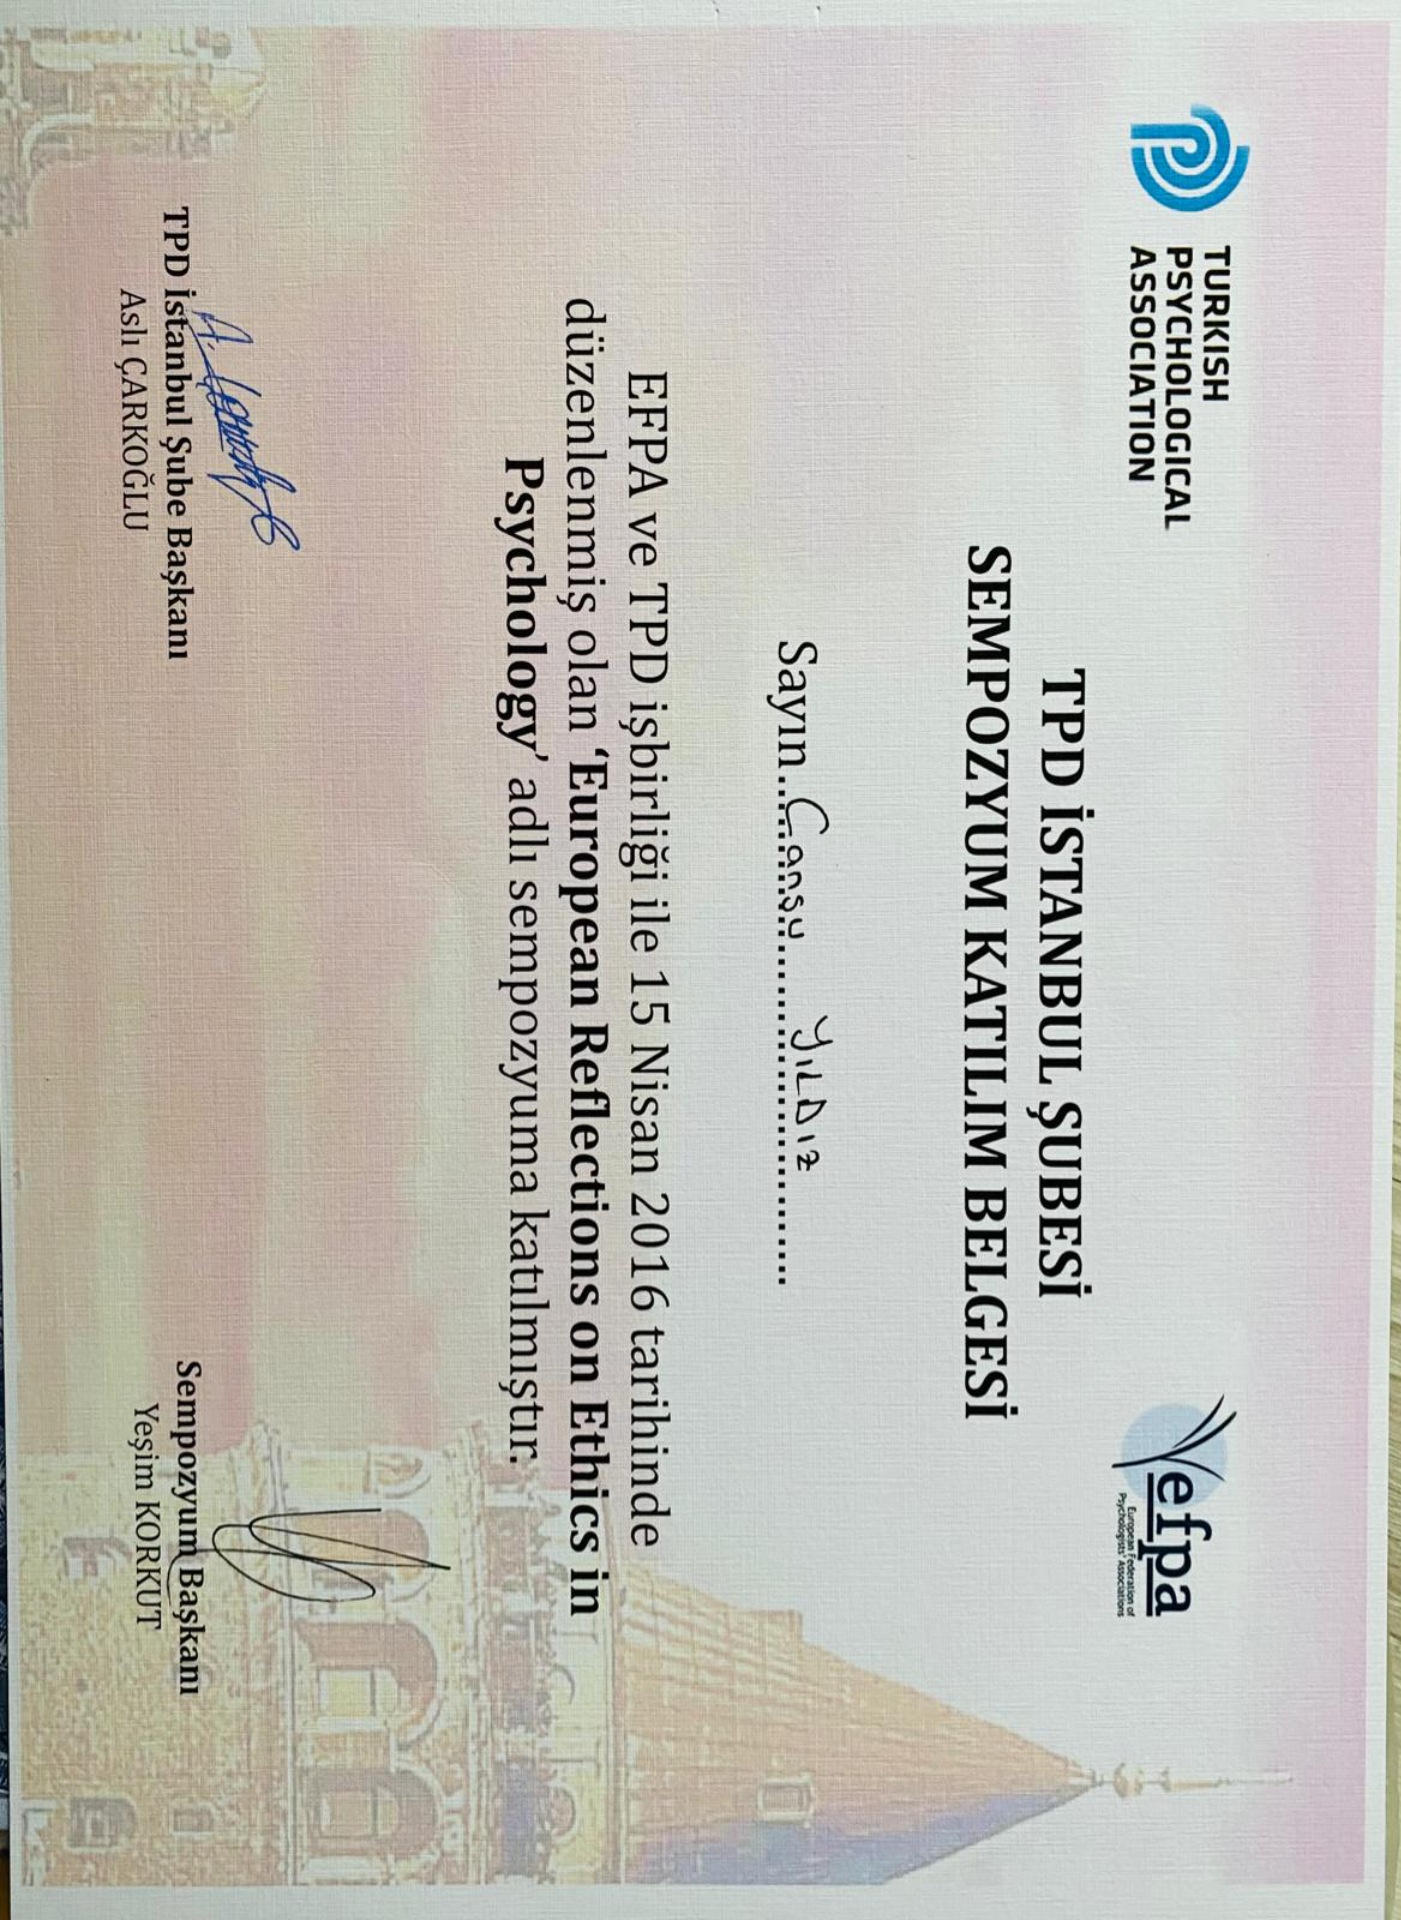 TURKISH
PSYCHOLOGICAL
ASSOCIATION
efpa
European Federation of
Psychologists' Associations
TPD İSTANBUL ŞUBESİ
SEMPOZYUM KATILIM BELGESİ
Sayın..Cansu.....YILDIZ..........
EFPA ve TPD işbirliği ile 15 Nisan 2016 tarihinde
düzenlenmiş olan ‘European Reflections on Ethics in
Psychology’ adlı sempozyuma katılmıştır.
TPD İstanbul Şube Başkanı
Aslı ÇARKOĞLU
Sempozyum Başkanı
Yeşim KORKUT